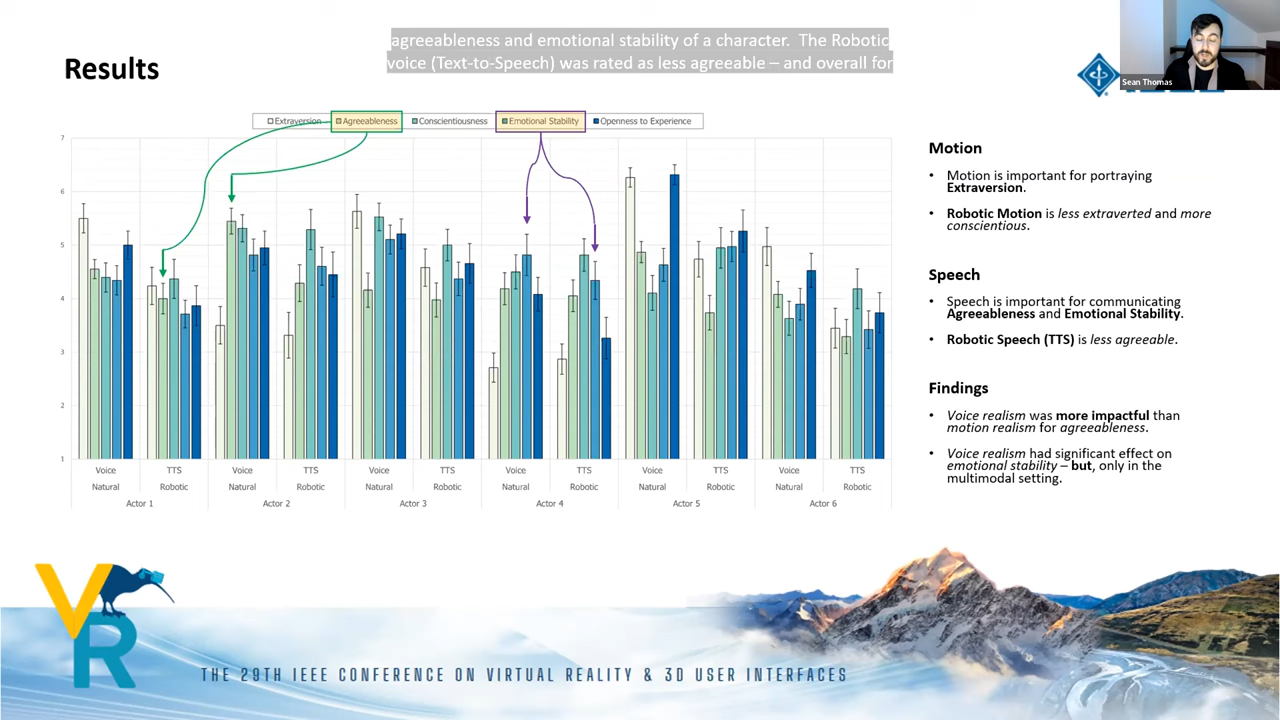 agreeableness and emotional stability of a character. The Robotic
voice (Text-to-Speech) was rated as less agreeable – and overall for
Results
Sean Thomas
Extraversion Agreeableness Conscientiousness Emotional Stability Openness to Experience
7
6
5
4
3
2
1
Voice TTS Voice TTS Voice TTS Voice TTS Voice TTS Voice TTS
Natural Robotic Natural Robotic Natural Robotic Natural Robotic Natural Robotic Natural Robotic
Actor 1 Actor 2 Actor 3 Actor 4 Actor 5 Actor 6
Motion
• Motion is important for portraying
Extraversion.
• Robotic Motion is less extraverted and more
conscientious.
Speech
• Speech is important for communicating
Agreeableness and Emotional Stability.
• Robotic Speech (TTS) is less agreeable.
Findings
• Voice realism was more impactful than
motion realism for agreeableness.
• Voice realism had significant effect on
emotional stability – but, only in the
multimodal setting.
VR
THE 29TH IEEE CONFERENCE ON VIRTUAL REALITY & 3D USER INTERFACES